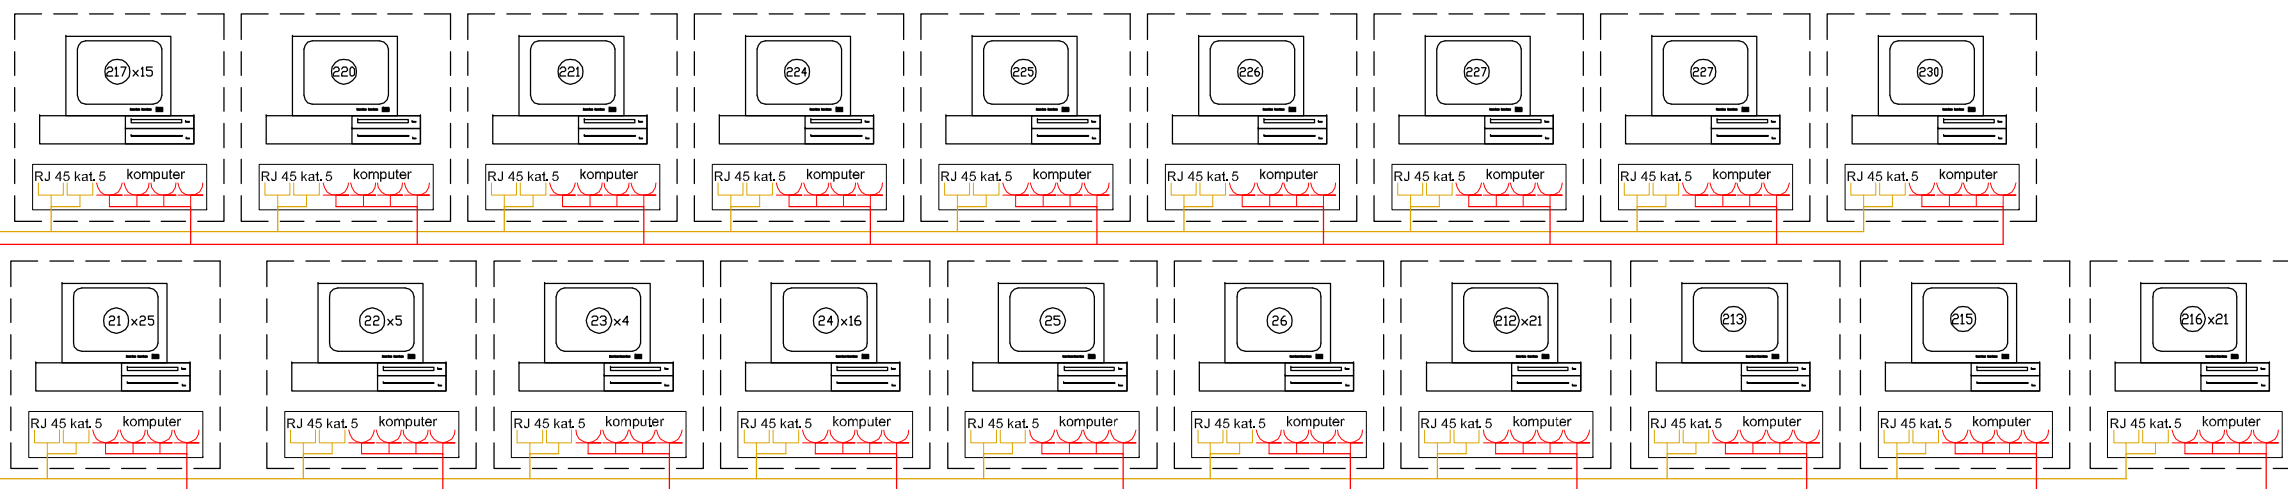 217 x15 220 221 224 225 226 227 227 230
RJ 45 kat. 5 komputer RJ 45 kat. 5 komputer RJ 45 kat. 5 komputer RJ 45 kat. 5 komputer RJ 45 kat. 5 komputer RJ 45 kat. 5 komputer RJ 45 kat. 5 komputer RJ 45 kat. 5 komputer RJ 45 kat. 5 komputer
21 x25 22 x5 23 x4 24 x16 25 26 212 x21 213 215 216 x21
RJ 45 kat. 5 komputer RJ 45 kat. 5 komputer RJ 45 kat. 5 komputer RJ 45 kat. 5 komputer RJ 45 kat. 5 komputer RJ 45 kat. 5 komputer RJ 45 kat. 5 komputer RJ 45 kat. 5 komputer RJ 45 kat. 5 komputer RJ 45 kat. 5 komputer